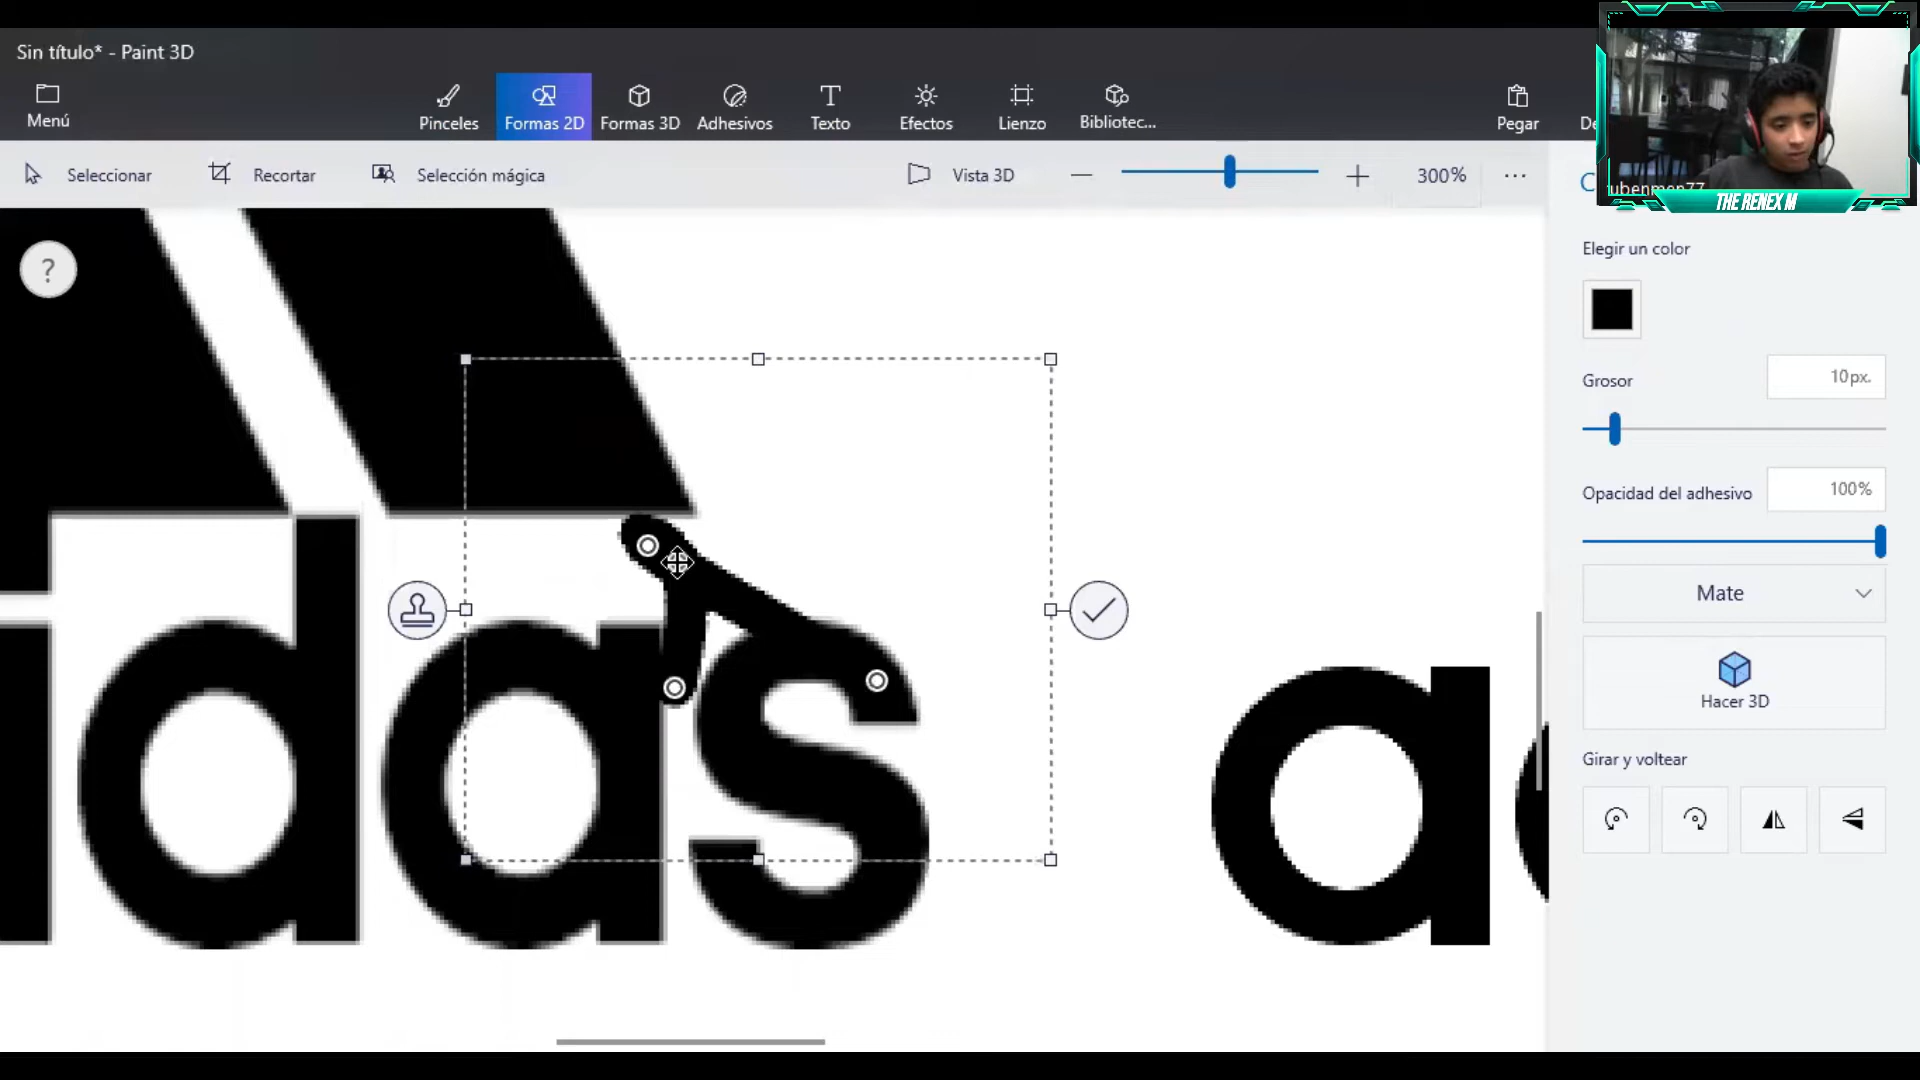 Sin título* - Paint 3D
Menú
Pinceles
Formas 2D
Formas 3D
Adhesivos
Texto
Efectos
Lienzo
Bibliotec...
Pegar
THE RENEX M
Seleccionar
Recortar
Selección mágica
Vista 3D
300%
Elegir un color
Grosor
10px.
Opacidad del adhesivo
100%
Mate
Hacer 3D
Girar y voltear
?
idas
a